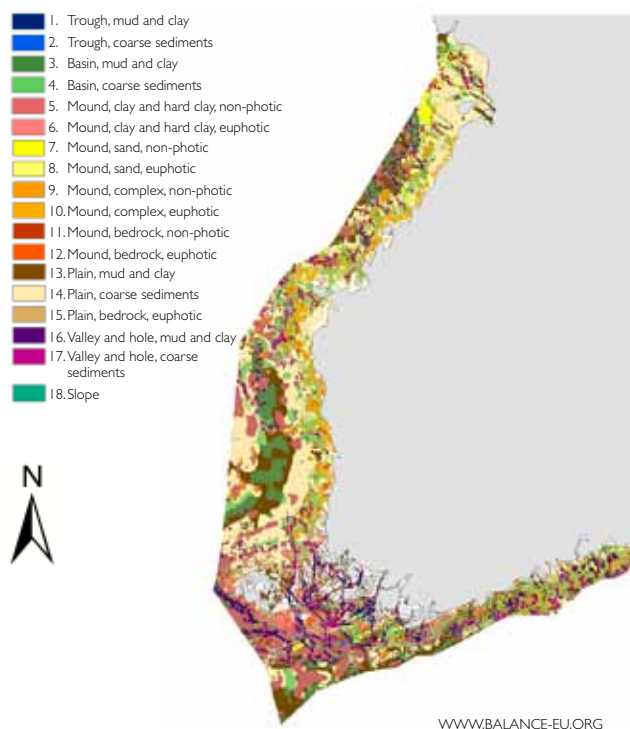 1. Trough, mud and clay
2. Trough, coarse sediments
3. Basin, mud and clay
4. Basin, coarse sediments
5. Mound, clay and hard clay, non-photic
6. Mound, clay and hard clay, euphotic
7. Mound, sand, non-photic
8. Mound, sand, euphotic
9. Mound, complex, non-photic
10. Mound, complex, euphotic
11. Mound, bedrock, non-photic
12. Mound, bedrock, euphotic
13. Plain, mud and clay
14. Plain, coarse sediments
15. Plain, bedrock, euphotic
16. Valley and hole, mud and clay
17. Valley and hole, coarse
sediments
18. Slope
N
WWW.BALANCE-EU.ORG